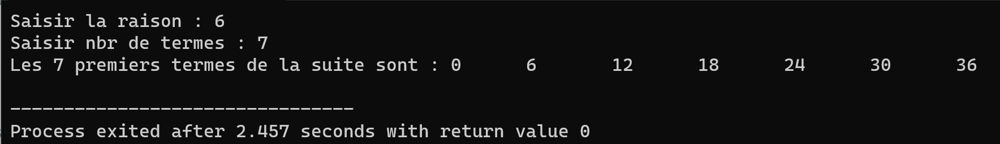 Saisir la raison : 6
Saisir nbr de termes : 7
Les 7 premiers termes de la suite sont : 0 6 12 18 24 30 36
--------------------------------
Process exited after 2.457 seconds with return value 0